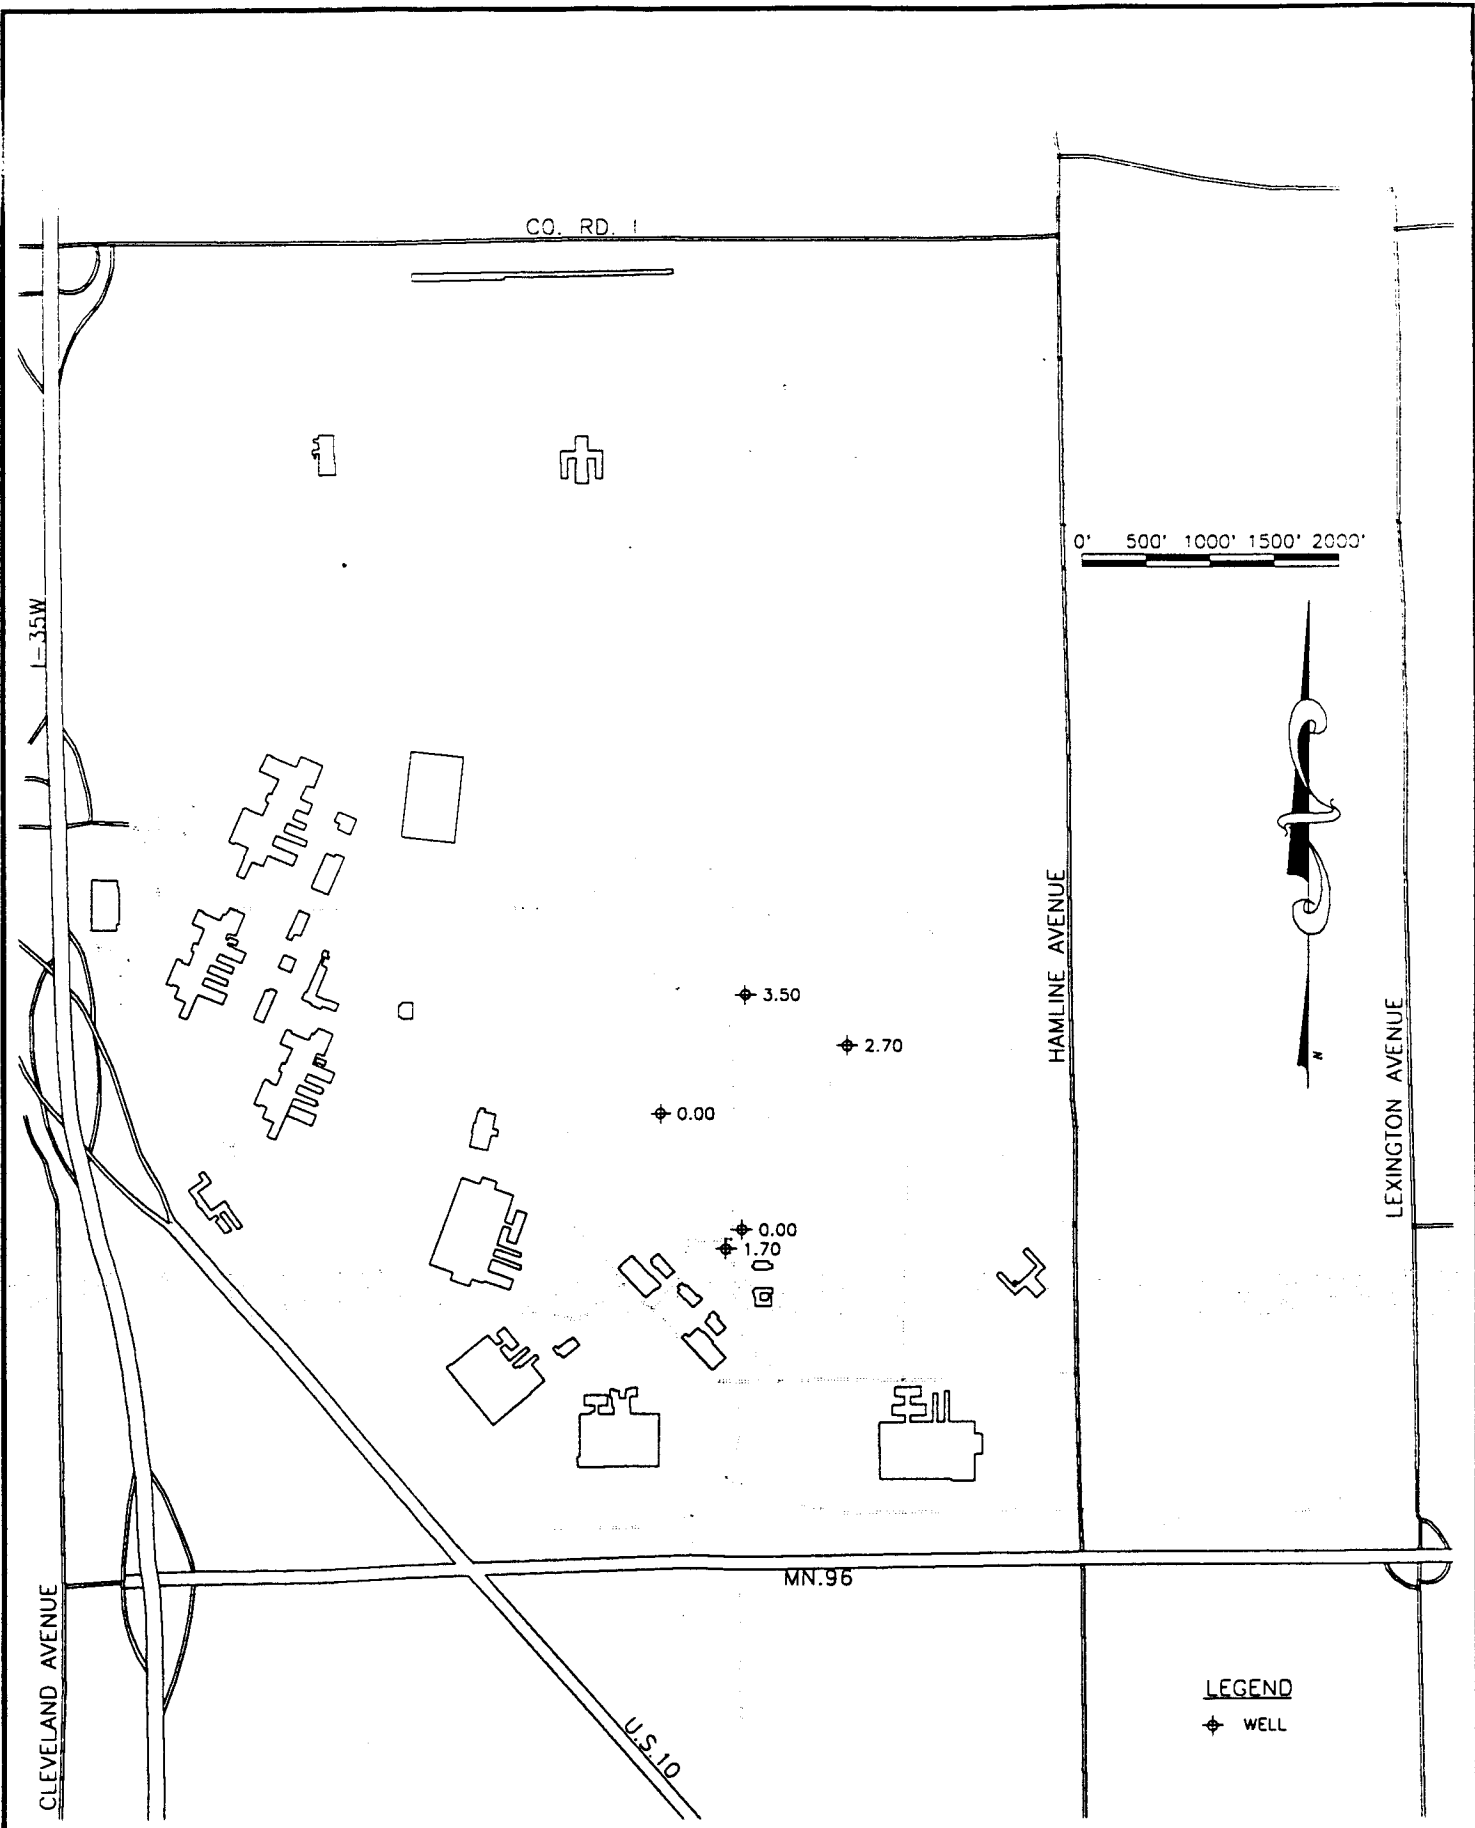 CO. RD. I
0' 500' 1000' 1500' 2000'
I-35W
HAMLINE AVENUE
3.50
2.70
LEXINGTON AVENUE
N
0.00
0.00
1.70
MN.96
CLEVELAND AVENUE
U.S.10
LEGEND
WELL